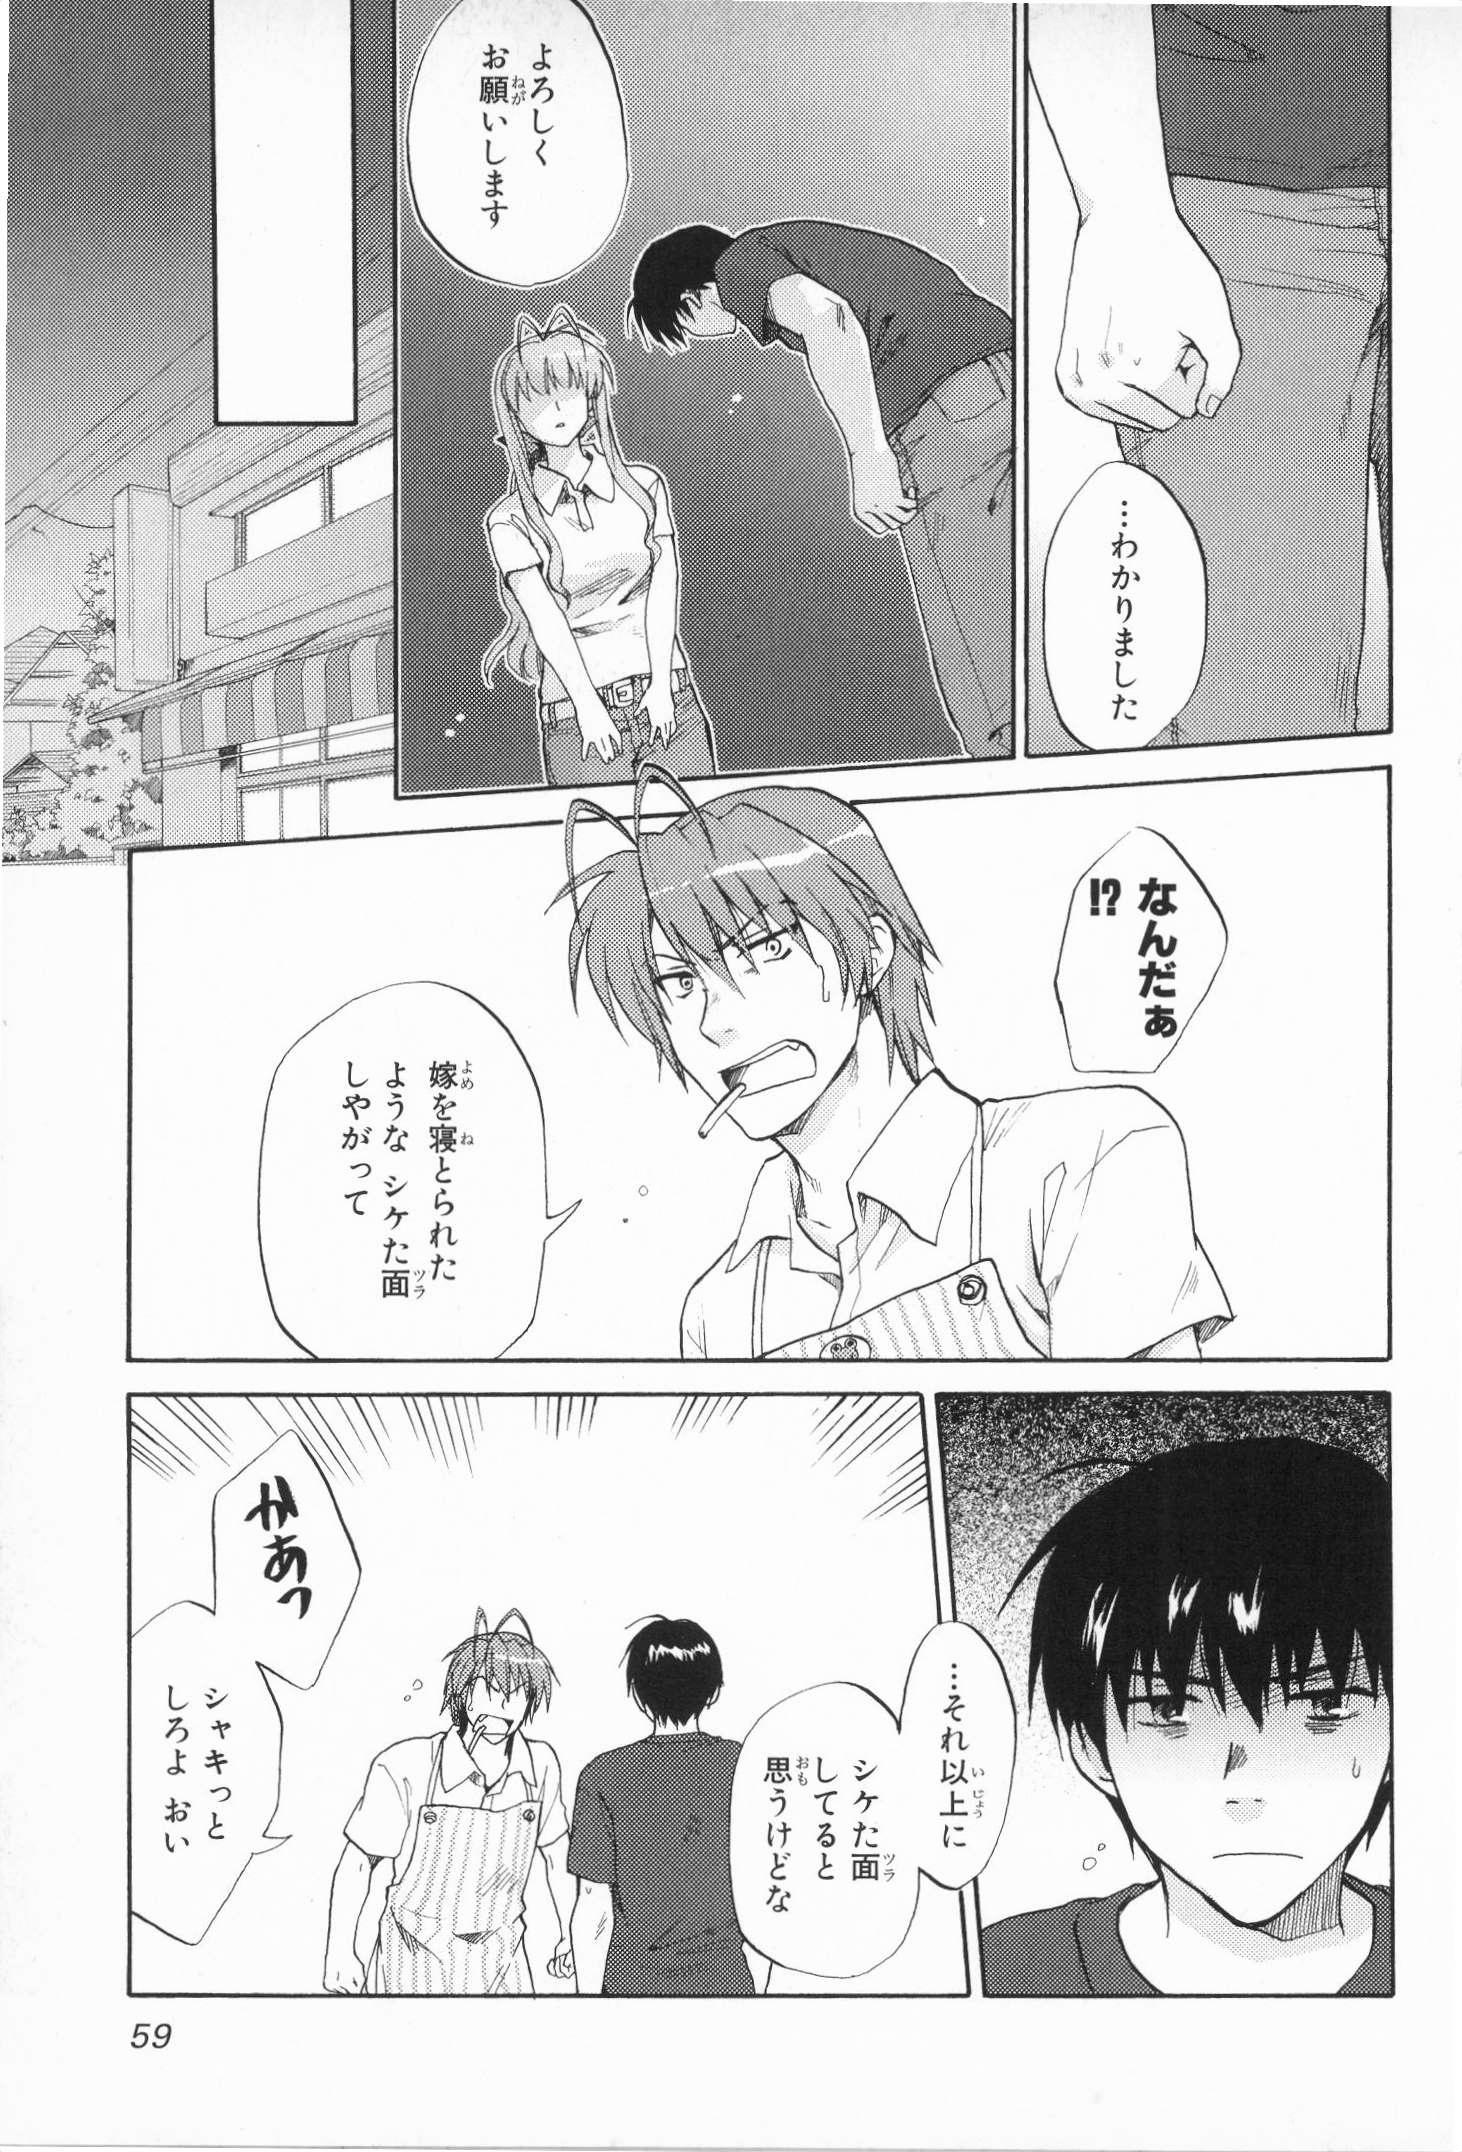 …わかりました
よろしく
お願いします
なんだぁ
!?
嫁を寝とられた
ような シケた面
しやがって
…それ以上に
シケた面
してると
思うけどな
かあっ
シャキっと
しろよ おい
59